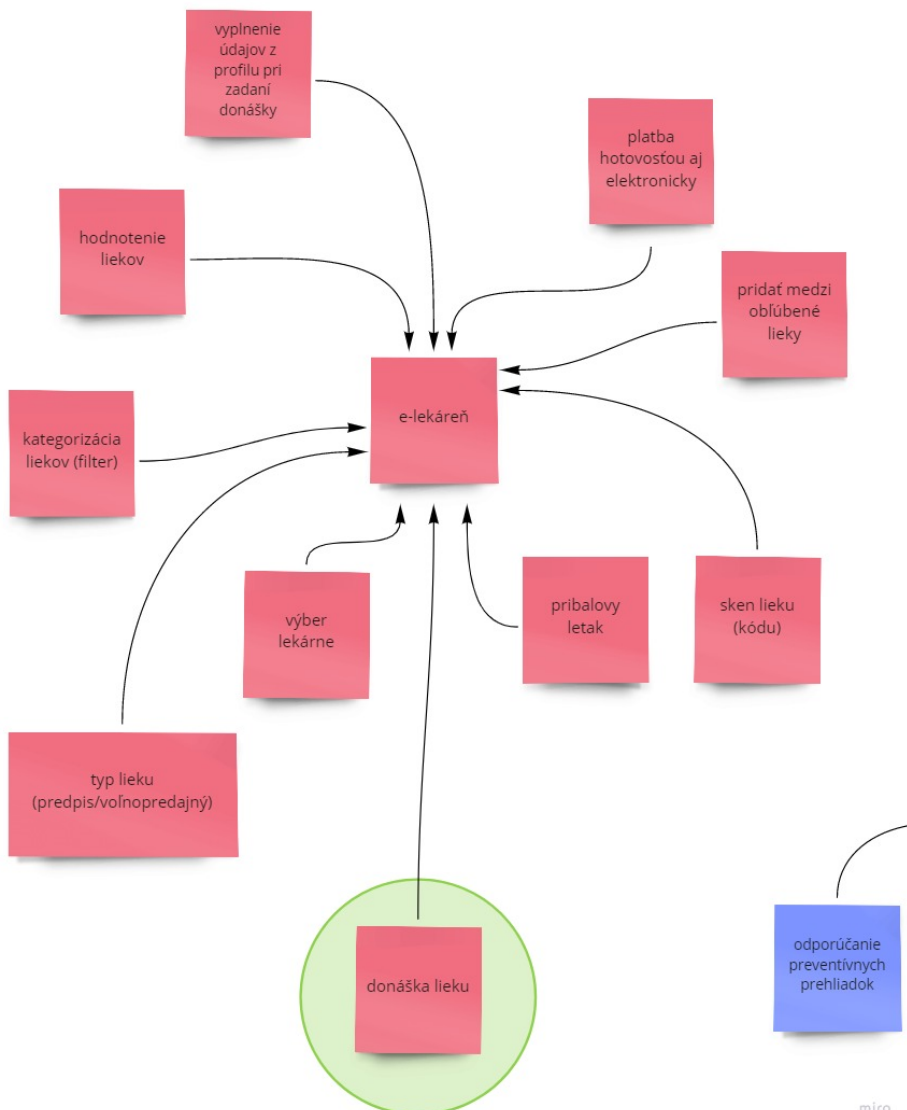 vyplnenie
údajov z
profilu pri
zadaní
donášky
platba
hotovosťou aj
elektronicky
hodnotenie
liekov
pridať medzi
obľúbené
lieky
e-lekáreň
kategorizácia
liekov (filter)
výber
lekárne
pribalovy
letak
sken lieku
(kódu)
typ lieku
(predpis/voľnopredajný)
donáška lieku
odporúčanie
preventívnych
prehliadok
miro